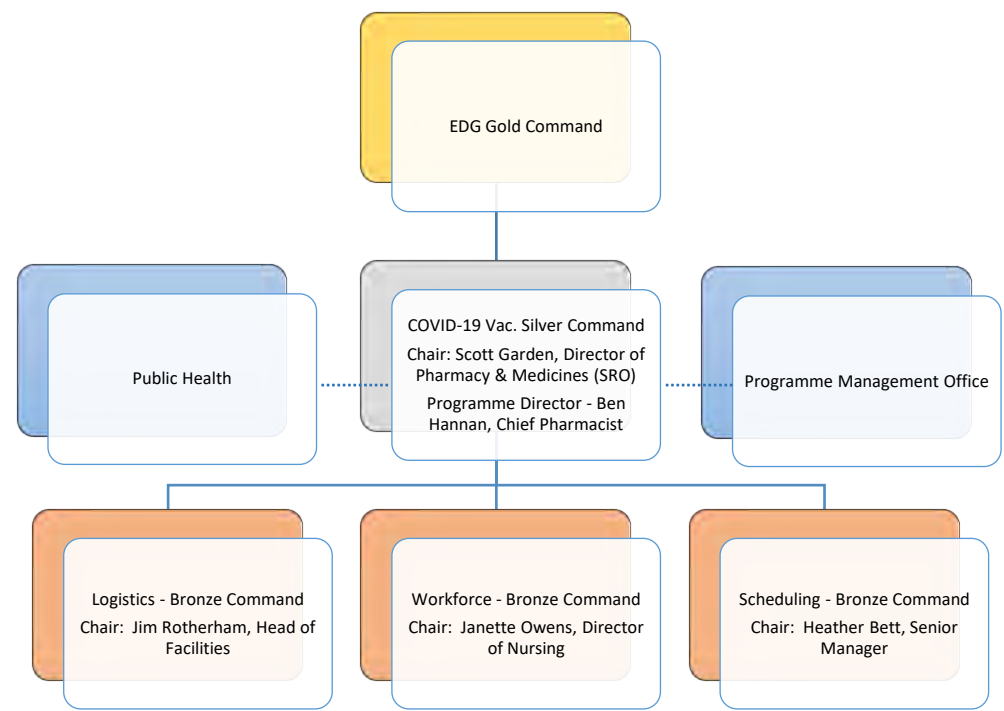 EDG Gold Command
Public Health
COVID-19 Vac. Silver Command
Chair: Scott Garden, Director of
Pharmacy & Medicines (SRO)
Programme Director - Ben
Hannan, Chief Pharmacist
Programme Management Office
Logistics - Bronze Command
Chair:  Jim Rotherham, Head of
Facilities
Workforce - Bronze Command
Chair:  Janette Owens, Director
of Nursing
Scheduling - Bronze Command
Chair:  Heather Bett, Senior
Manager